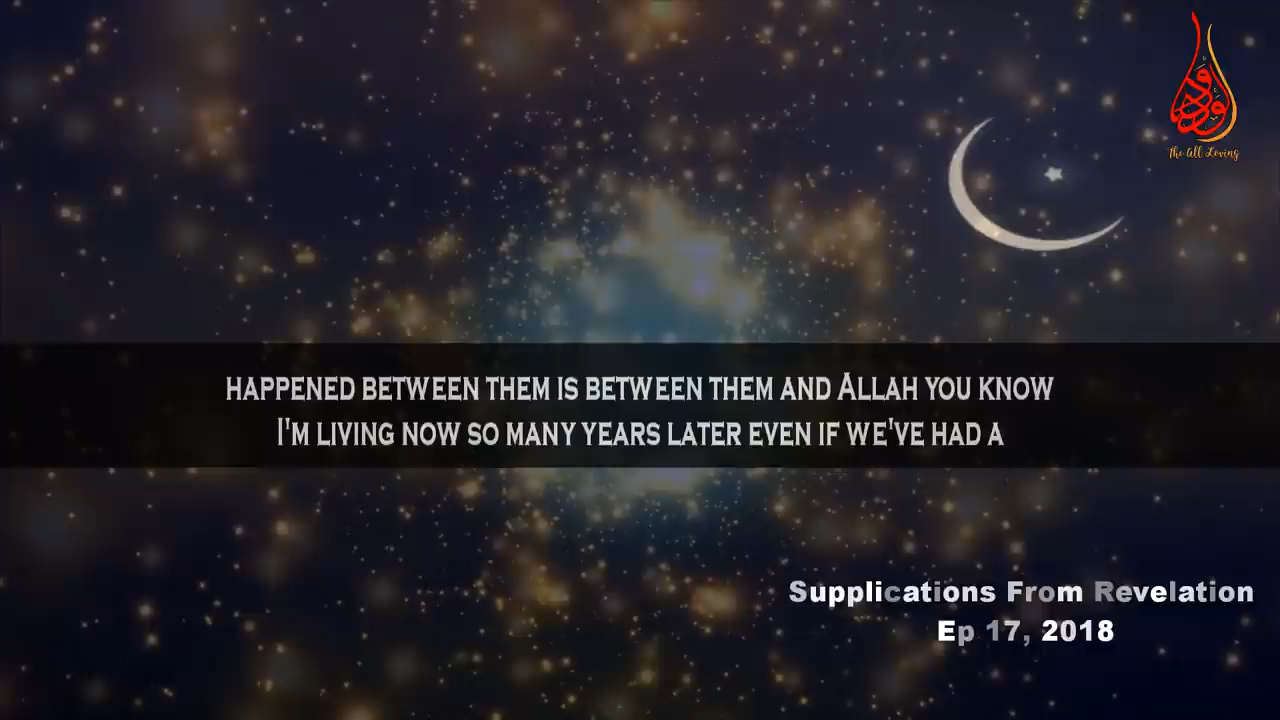 الودود
The All Loving
HAPPENED BETWEEN THEM IS BETWEEN THEM AND ALLAH YOU KNOW
I'M LIVING NOW SO MANY YEARS LATER EVEN IF WE'VE HAD A
Supplications From Revelation
Ep 17, 2018